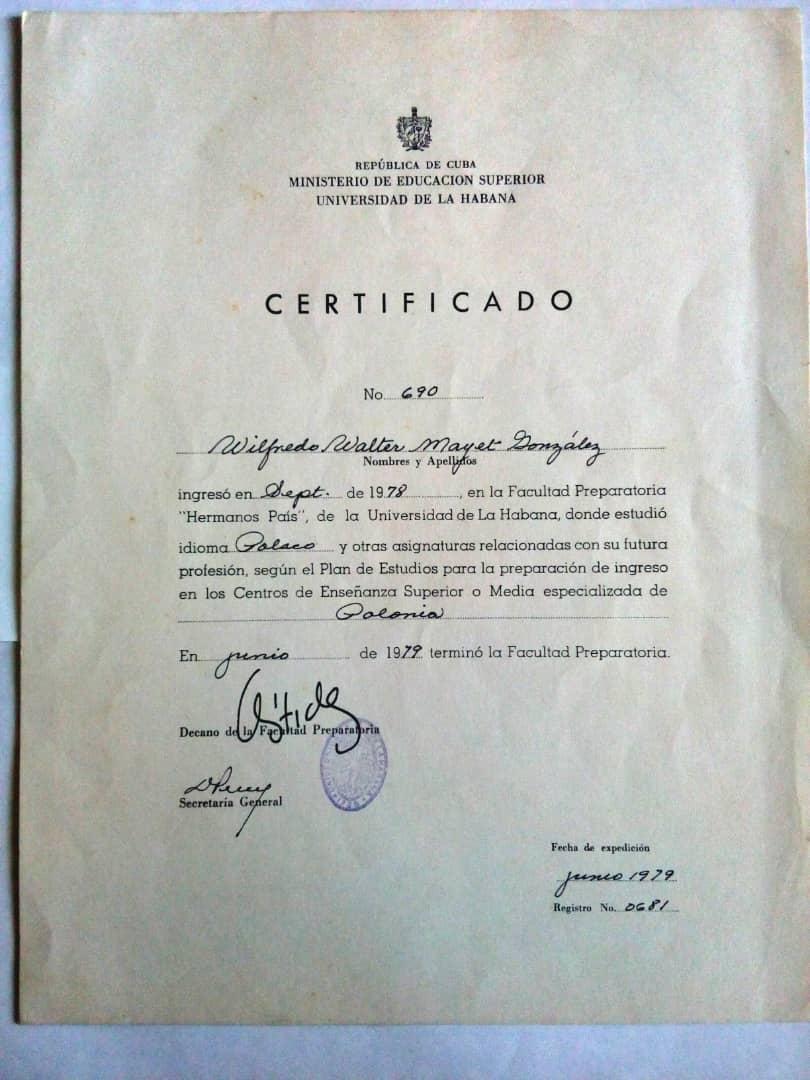 REPÚBLICA DE CUBA
MINISTERIO DE EDUCACION SUPERIOR
UNIVERSIDAD DE LA HABANA
CERTIFICADO
No. 690
Wilfredo Walter Mayet González
Nombres y Apellidos
ingresó en Sept. de 1978, en la Facultad Preparatoria
"Hermanos País", de la Universidad de La Habana, donde estudió
idioma Polaco y otras asignaturas relacionadas con su futura
profesión, según el Plan de Estudios para la preparación de ingreso
en los Centros de Enseñanza Superior o Media especializada de
Polonia
En junio de 1979 terminó la Facultad Preparatoria.
Decano de la Facultad Preparatoria
Secretaría General
Fecha de expedición
junio 1979
Registro No. 0681